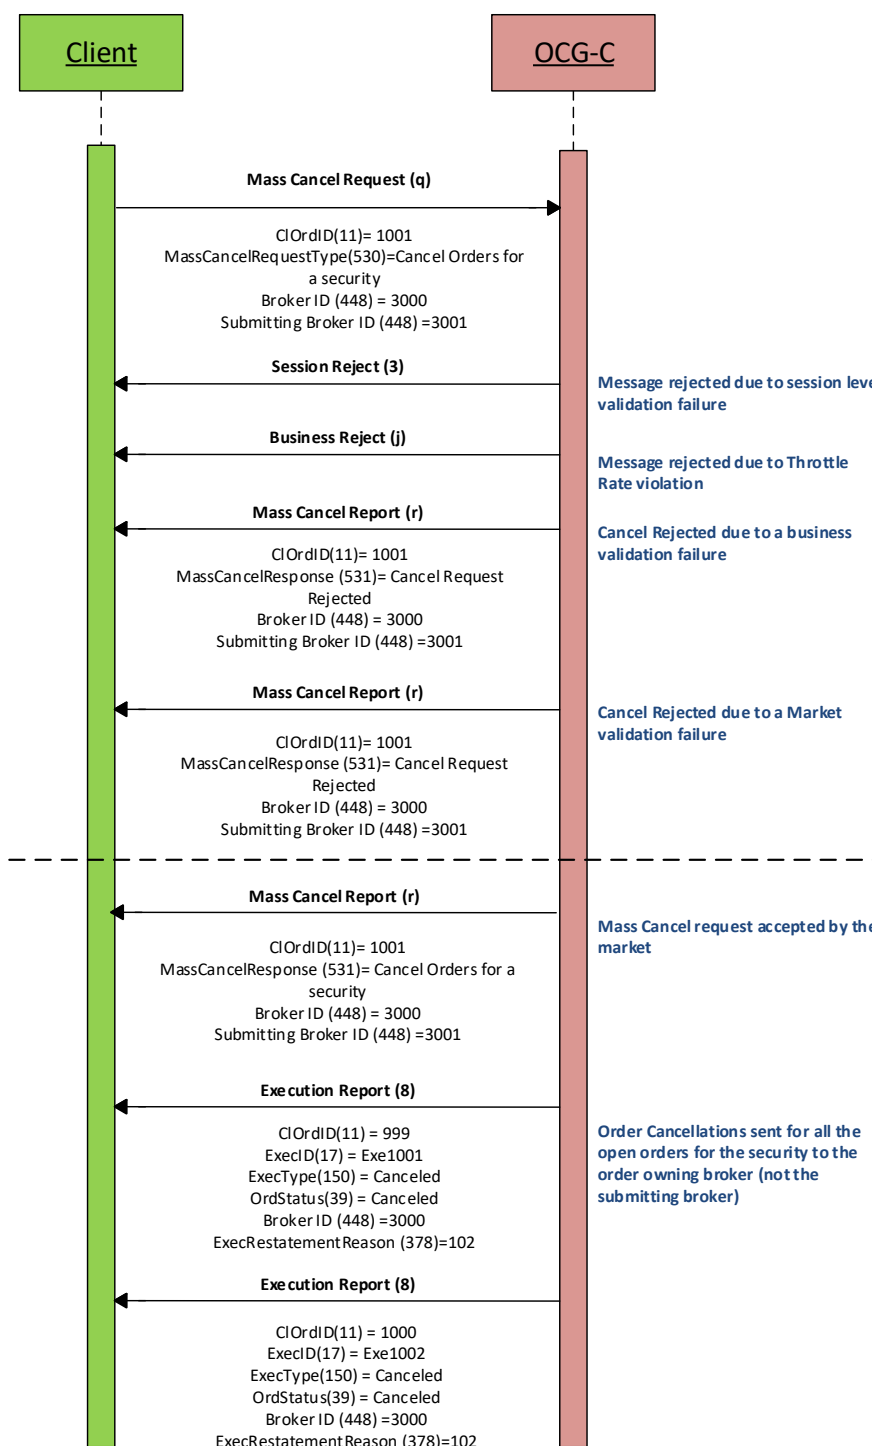 Client
OCG-C
Mass Cancel Request (q)
ClOrdID(11)= 1001
MassCancelRequestType(530)=Cancel Orders for
a security
Broker ID (448) = 3000
Submitting Broker ID (448) =3001
Session Reject (3)
Message rejected due to session leve
validation failure
Business Reject (j)
Message rejected due to Throttle
Rate violation
Mass Cancel Report (r)
Cancel Rejected due to a business
validation failure
ClOrdID(11)= 1001
MassCancelResponse (531)= Cancel Request
Rejected
Broker ID (448) = 3000
Submitting Broker ID (448) =3001
Mass Cancel Report (r)
Cancel Rejected due to a Market
validation failure
ClOrdID(11)= 1001
MassCancelResponse (531)= Cancel Request
Rejected
Broker ID (448) = 3000
Submitting Broker ID (448) =3001
Mass Cancel Report (r)
Mass Cancel request accepted by the
market
ClOrdID(11)= 1001
MassCancelResponse (531)= Cancel Orders for a
security
Broker ID (448) = 3000
Submitting Broker ID (448) =3001
Execution Report (8)
Order Cancellations sent for all the
open orders for the security to the
order owning broker (not the
submitting broker)
ClOrdID(11) = 999
ExecID(17) = Exe1001
ExecType(150) = Canceled
OrdStatus(39) = Canceled
Broker ID (448) =3000
ExecRestatementReason (378)=102
Execution Report (8)
ClOrdID(11) = 1000
ExecID(17) = Exe1002
ExecType(150) = Canceled
OrdStatus(39) = Canceled
Broker ID (448) =3000
ExecRestatementReason (378)=102